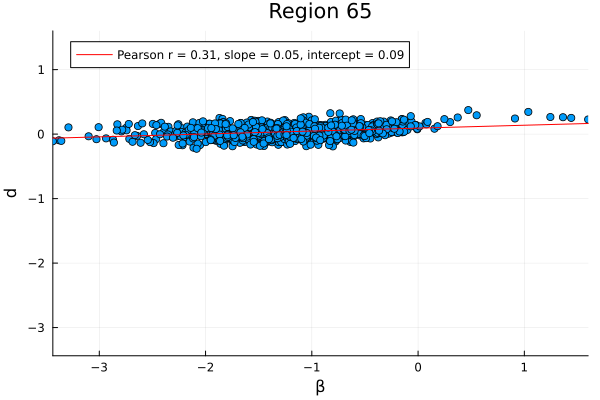 Region 65
Pearson r = 0.31, slope = 0.05, intercept = 0.09
1
0
−1
−2
−3
d
−3
−2
−1
0
1
β